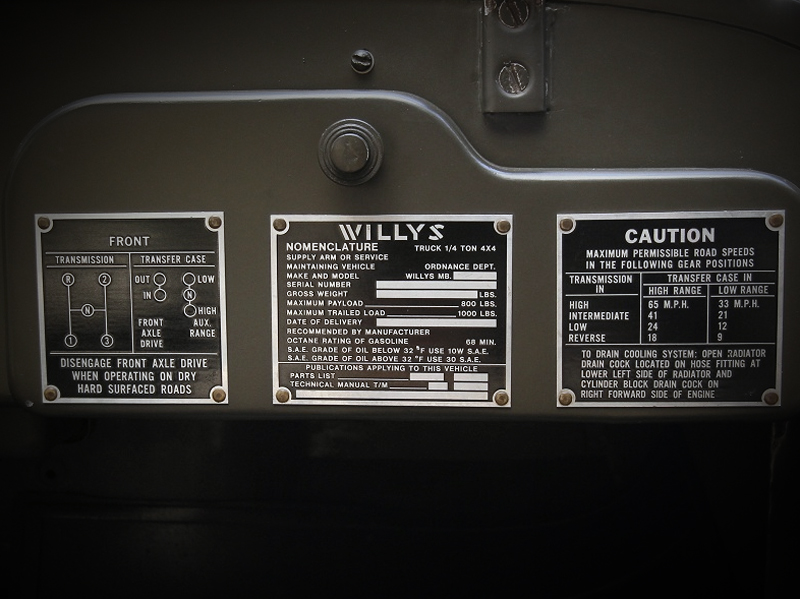 FRONT
TRANSMISSION TRANSFER CASE
R 2 OUT LOW
IN N
N HIGH
1 3 FRONT AXLE DRIVE AUX. RANGE
DISENGAGE FRONT AXLE DRIVE
WHEN OPERATING ON DRY
HARD SURFACED ROADS
WILLYS
NOMENCLATURE TRUCK 1/4 TON 4X4
SUPPLY ARM OR SERVICE
MAINTAINING VEHICLE ORDNANCE DEPT.
MAKE AND MODEL WILLYS MB.
SERIAL NUMBER
GROSS WEIGHT LBS.
MAXIMUM PAYLOAD 800 LBS.
MAXIMUM TRAILED LOAD 1000 LBS.
DATE OF DELIVERY
RECOMMENDED BY MANUFACTURER
OCTANE RATING OF GASOLINE 68 MIN.
S.A.E. GRADE OF OIL BELOW 32 °F USE 10W S.A.E.
S.A.E. GRADE OF OIL ABOVE 32 °F USE 30 S.A.E.
PUBLICATIONS APPLYING TO THIS VEHICLE
PARTS LIST
TECHNICAL MANUAL T/M
CAUTION
MAXIMUM PERMISSIBLE ROAD SPEEDS
IN THE FOLLOWING GEAR POSITIONS
TRANSMISSION IN TRANSFER CASE IN
HIGH RANGE LOW RANGE
HIGH 65 M.P.H. 33 M.P.H.
INTERMEDIATE 41 21
LOW 24 12
REVERSE 18 9
TO DRAIN COOLING SYSTEM: OPEN RADIATOR
DRAIN COCK LOCATED ON HOSE FITTING AT
LOWER LEFT SIDE OF RADIATOR AND
CYLINDER BLOCK DRAIN COCK ON
RIGHT FORWARD SIDE OF ENGINE